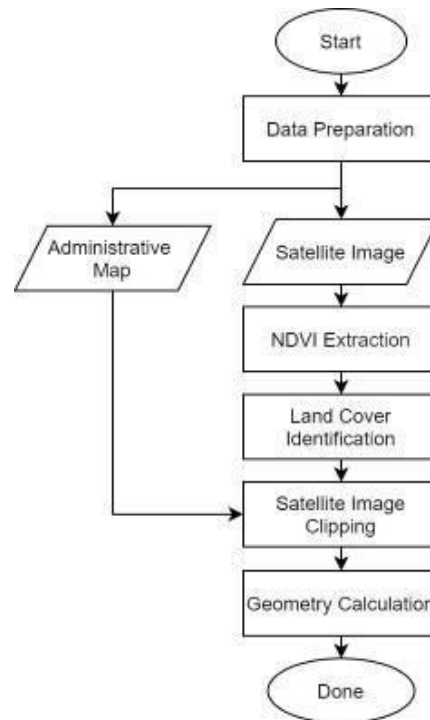 Start
Data Preparation
Administrative
Map
Satellite Image
NDVI Extraction
Land Cover
Identification
Satellite Image
Clipping
Geometry Calculation
Done